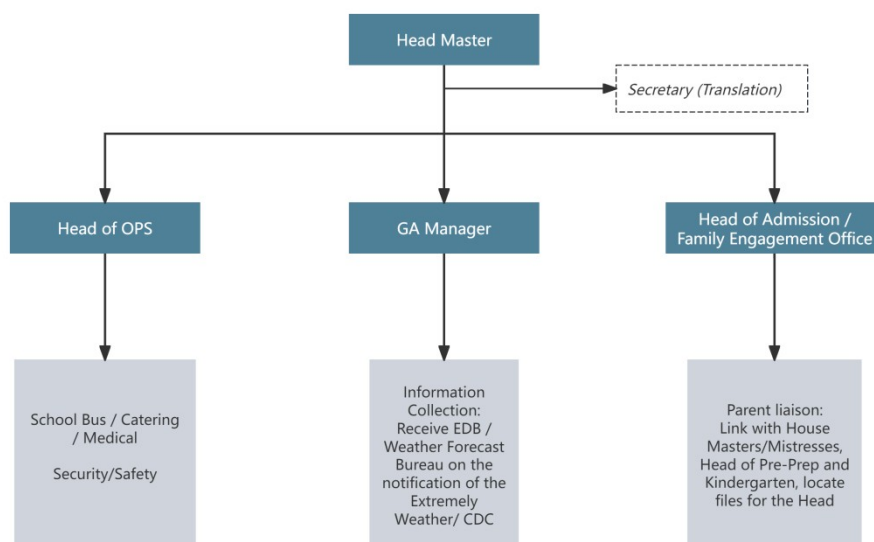 Head Master
Secretary (Translation)
Head of OPS
GA Manager
Head of Admission /
Family Engagement Office
School Bus / Catering
/ Medical
Security/Safety
Information
Collection:
Receive EDB /
Weather Forecast
Bureau on the
notification of the
Extremely
Weather/ CDC
Parent liaison:
Link with House
Masters/Mistresses,
Head of Pre-Prep and
Kindergarten, locate
files for the Head